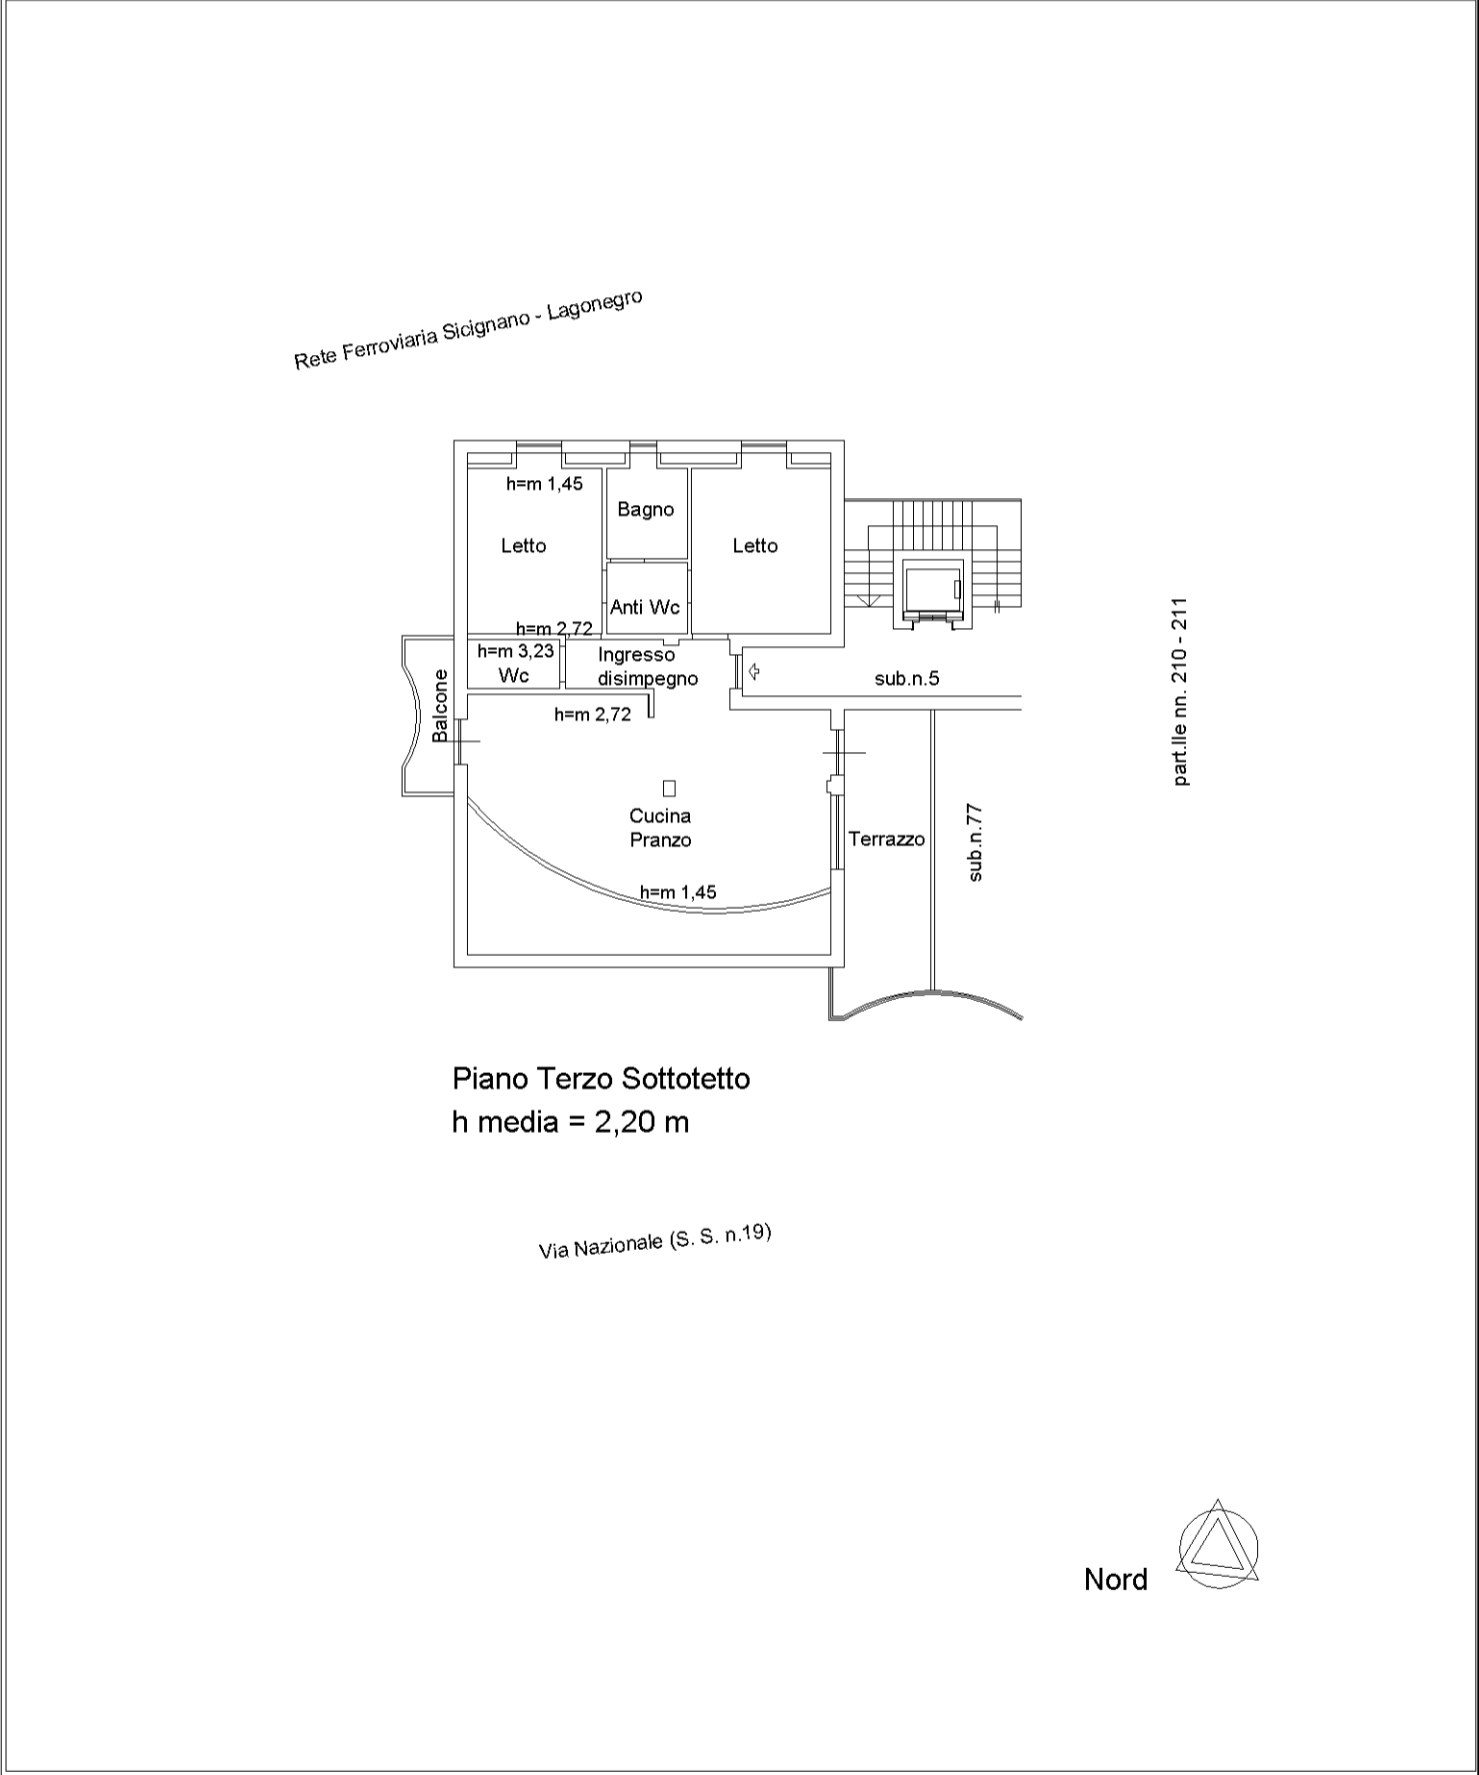 Rete Ferroviaria Sicignano - Lagonegro
h=m 1,45
Bagno
Letto
Letto
Anti Wc
h=m 2,72
h=m 3,23
Wc
Ingresso
disimpegno
sub.n.5
Balcone
h=m 2,72
part.lle nn. 210 - 211
Cucina
Pranzo
Terrazzo
sub.n.77
h=m 1,45
Piano Terzo Sottotetto
h media = 2,20 m
Via Nazionale (S. S. n.19)
Nord